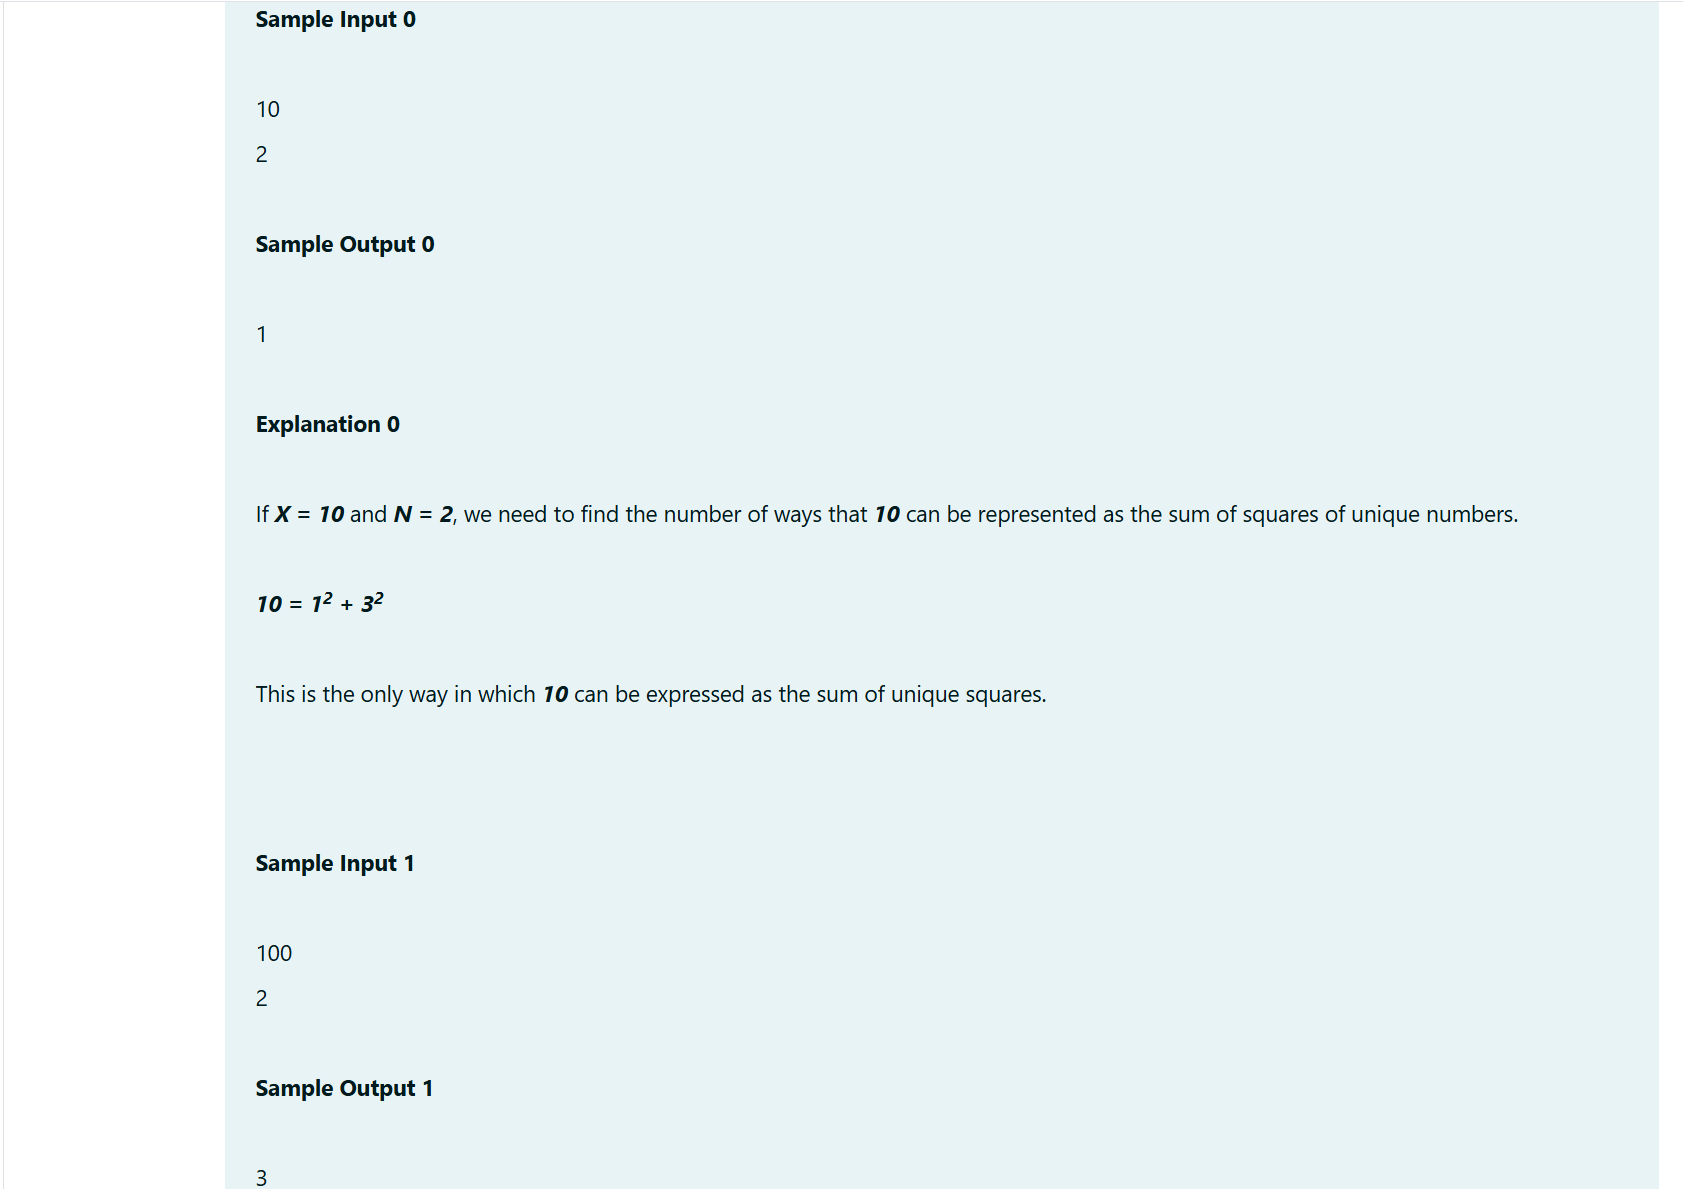 Sample Input 0
10
2
Sample Output 0
1
Explanation 0
If X = 10 and N = 2, we need to find the number of ways that 10 can be represented as the sum of squares of unique numbers.
10 = 1² + 3²
This is the only way in which 10 can be expressed as the sum of unique squares.
Sample Input 1
100
2
Sample Output 1
3